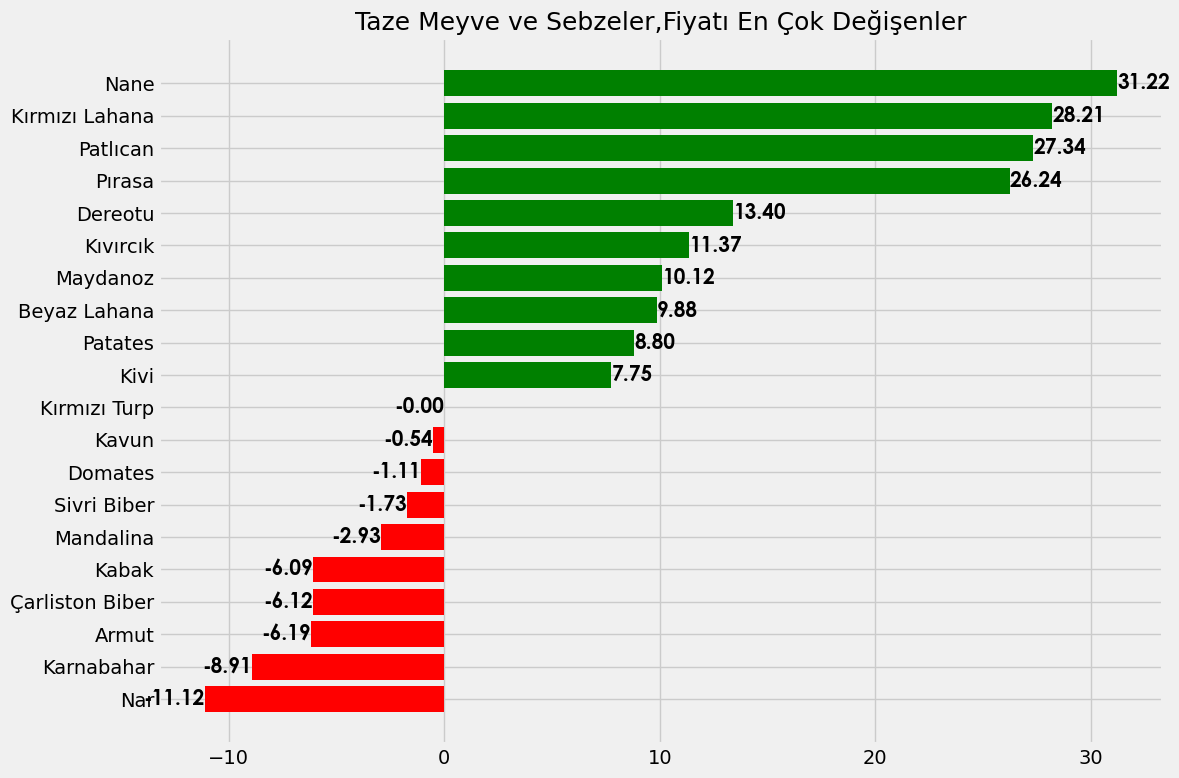 Taze Meyve ve Sebzeler,Fiyatı En Çok Değişenler
Nane 31.22
Kırmızı Lahana 28.21
Patlıcan 27.34
Pırasa 26.24
Dereotu 13.40
Kıvırcık 11.37
Maydanoz 10.12
Beyaz Lahana 9.88
Patates 8.80
Kivi 7.75
Kırmızı Turp -0.00
Kavun -0.54
Domates -1.11
Sivri Biber -1.73
Mandalina -2.93
Kabak -6.09
Çarliston Biber -6.12
Armut -6.19
Karnabahar -8.91
Nar -11.12
−10 0 10 20 30